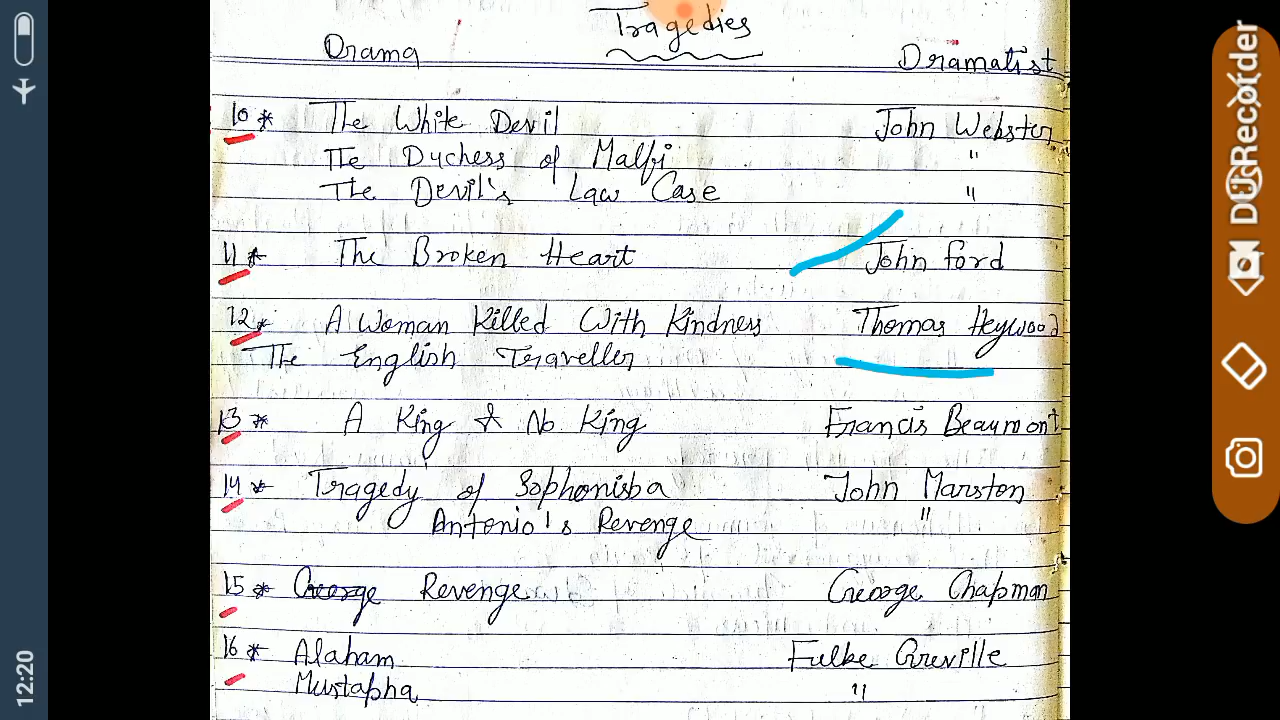 Tragedies
Drama Dramatist
10 * The White Devil John Webster
The Duchess of Malfi "
The Devil's Law Case "
11 * The Broken Heart John Ford
12 * A Woman Killed With Kindness Thomas Heywood
The English Traveller "
13 * A King & No King Francis Beaumont
14 * Tragedy of Sophonisba John Marston
Antonio's Revenge "
15 * Revenge George Chapman
16 * Alaham Fulke Greville
Mustapha "
12:20
DU Recorder